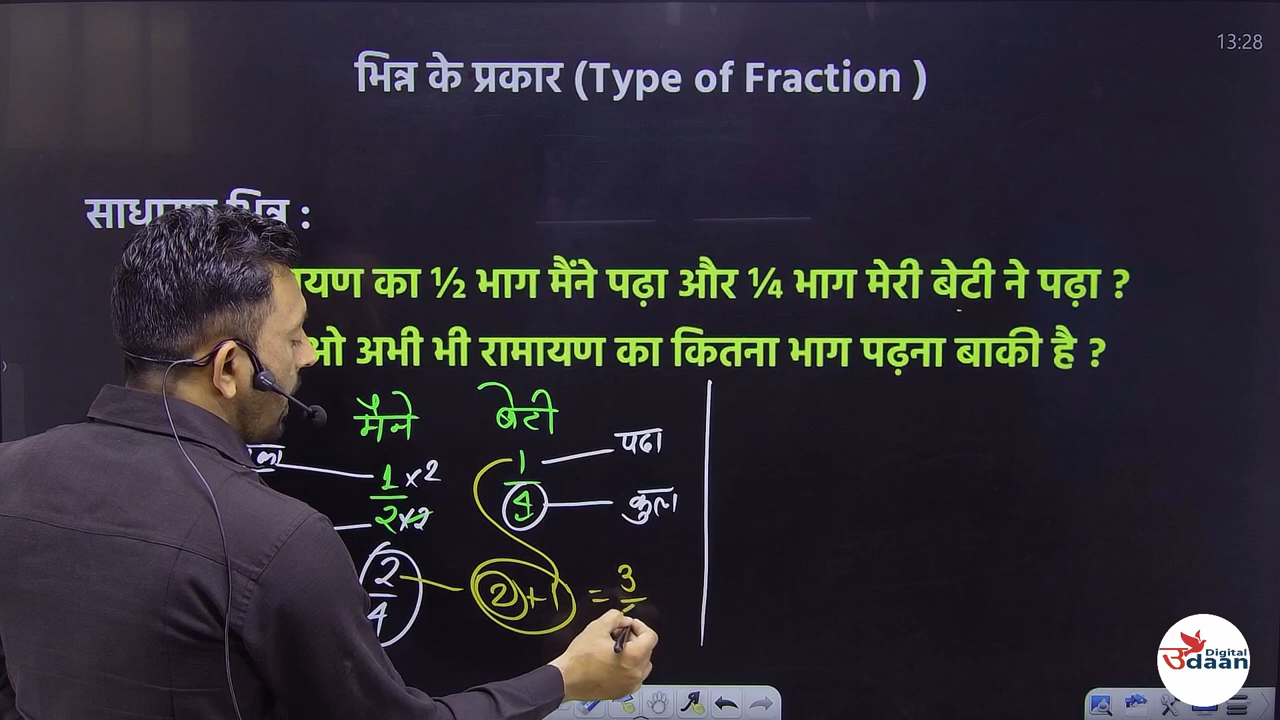 13:28
भिन्न के प्रकार (Type of Fraction )
भिन्न :
का ½ भाग मैंने पढ़ा और ¼ भाग मेरी बेटी ने पढ़ा ?
अभी भी रामायण का कितना भाग पढ़ना बाकी है ?
मैने बेटी
1×2 1 पढा
2×2 4 कुल
2 2+1 = 3
4
Digital
उdaan